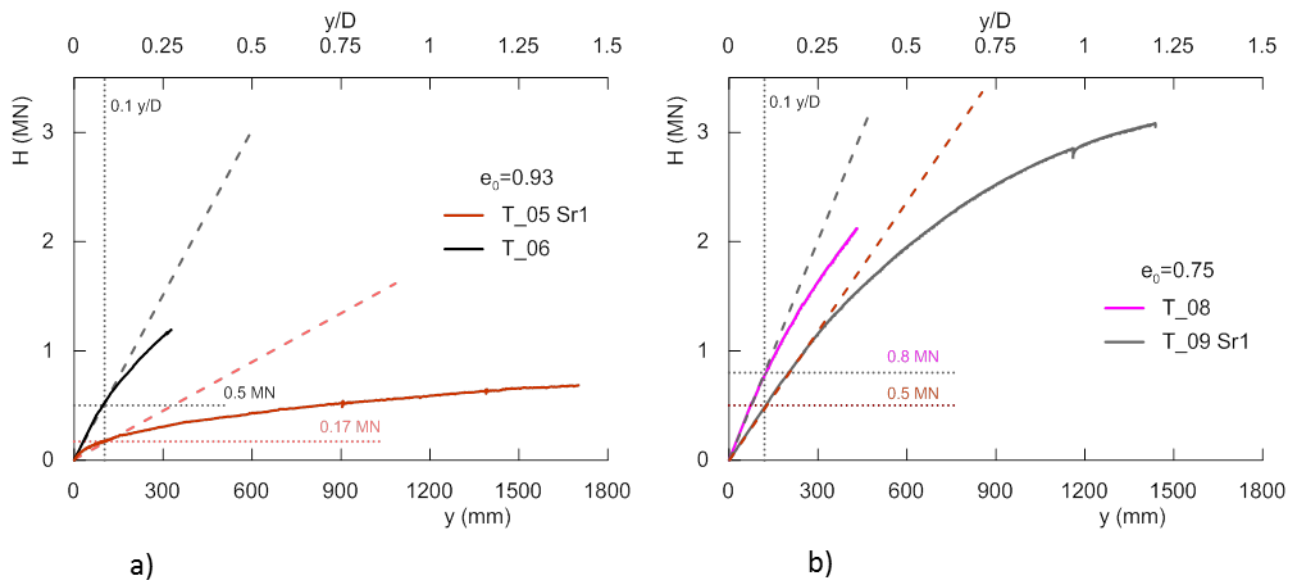 y/D
0 0.25 0.5 0.75 1 1.25 1.5
H (MN)
3
2
1
0
0.1 y/D
e0=0.93
T_05 Sr1
T_06
0.5 MN
0.17 MN
0 300 600 900 1200 1500 1800
y (mm)
a)
y/D
0 0.25 0.5 0.75 1 1.25 1.5
H (MN)
3
2
1
0
0.1 y/D
e0=0.75
T_08
T_09 Sr1
0.8 MN
0.5 MN
0 300 600 900 1200 1500 1800
y (mm)
b)